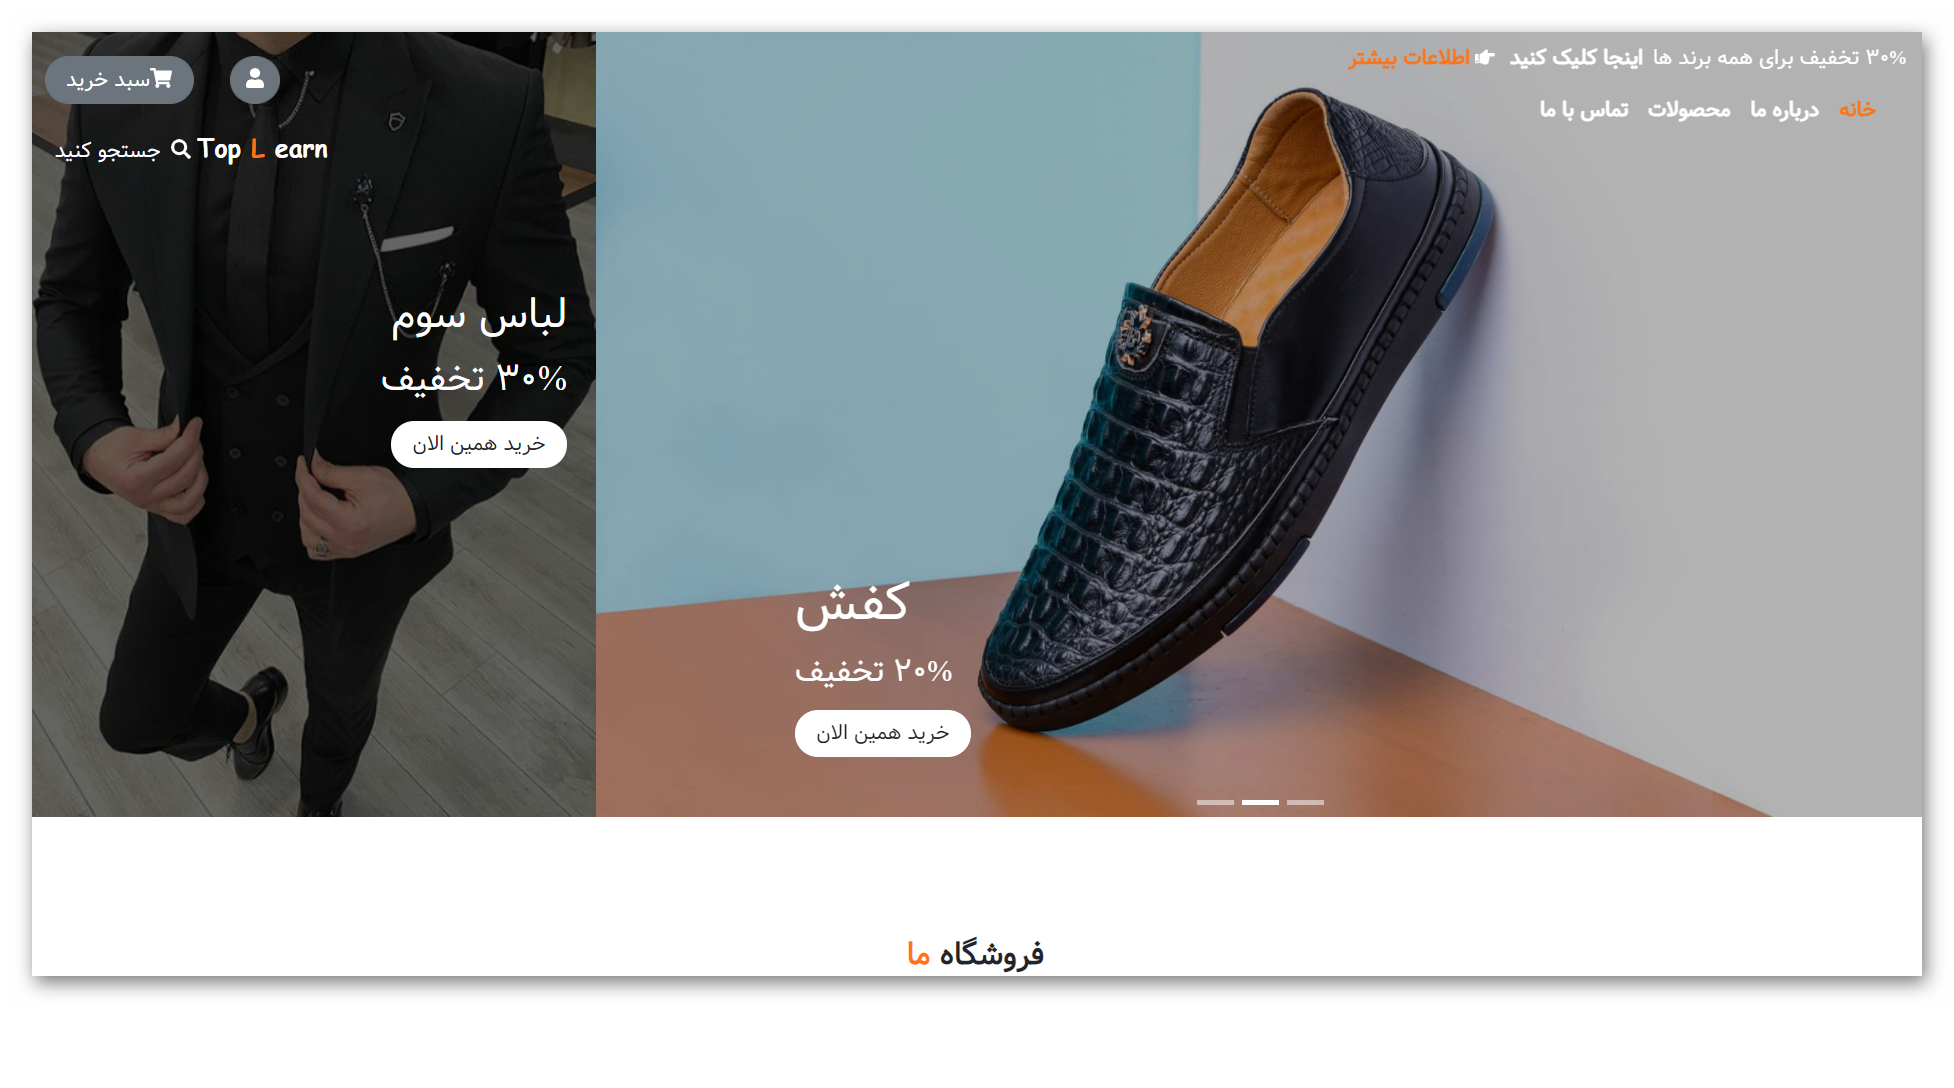 ۳۰% تخفیف برای همه برند ها اینجا کلیک کنید اطلاعات بیشتر
سبد خرید
خانه درباره ما محصولات تماس با ما
Top Learn
جستجو کنید
لباس سوم
۳۰% تخفیف
خرید همین الان
کفش
۲۰% تخفیف
خرید همین الان
فروشگاه ما